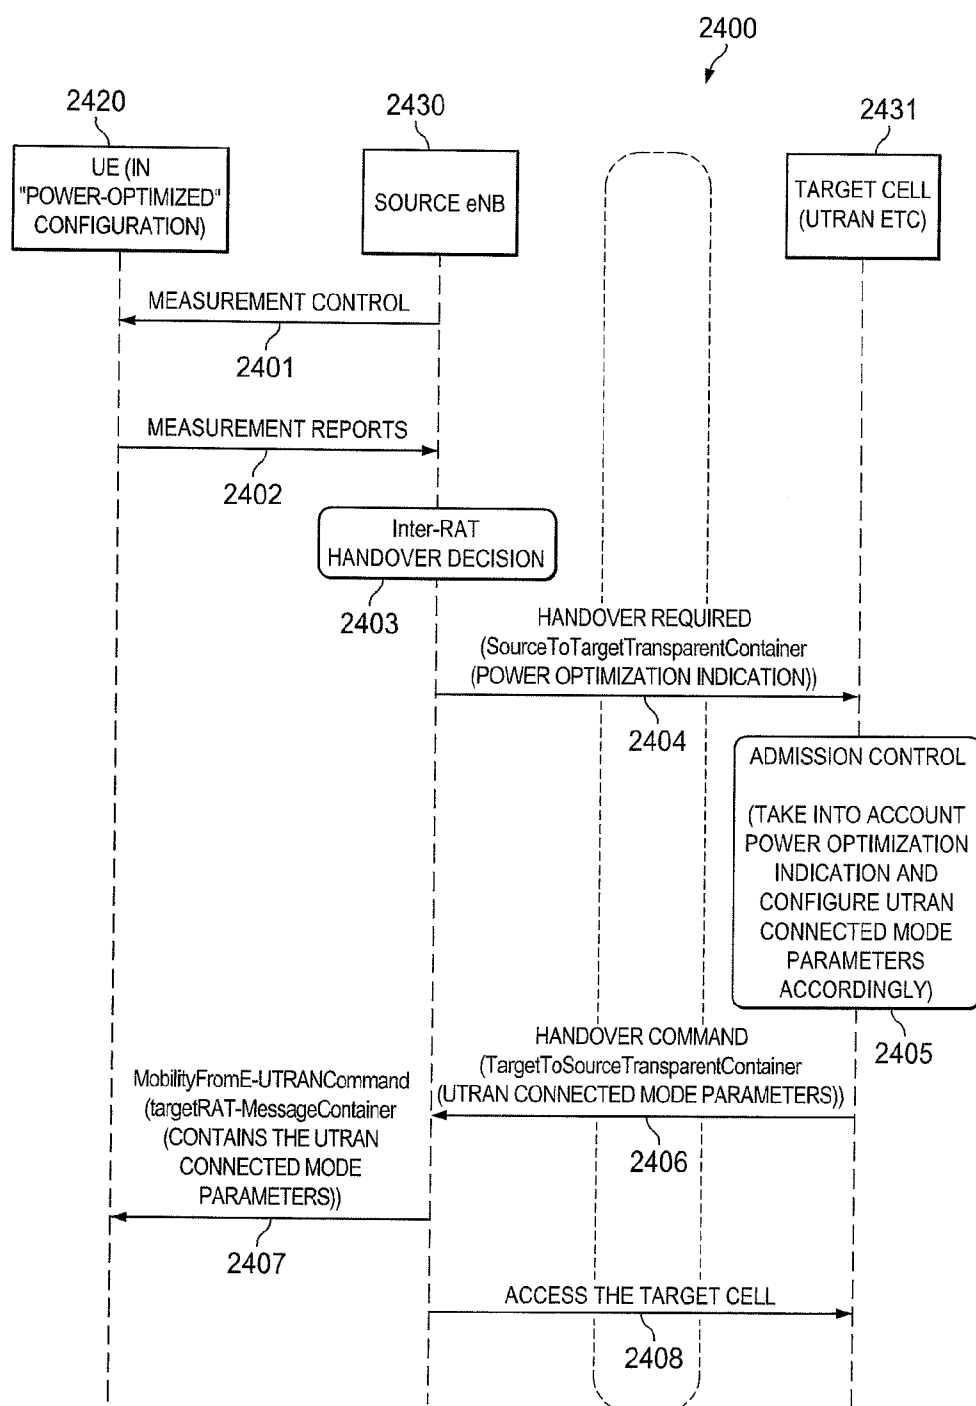 2400
2420
2430
2431
UE (IN
"POWER-OPTIMIZED"
CONFIGURATION)
SOURCE eNB
TARGET CELL
(UTRAN ETC)
MEASUREMENT CONTROL
2401
MEASUREMENT REPORTS
2402
Inter-RAT
HANDOVER DECISION
2403
HANDOVER REQUIRED
(SourceToTargetTransparentContainer
(POWER OPTIMIZATION INDICATION))
2404
ADMISSION CONTROL
(TAKE INTO ACCOUNT
POWER OPTIMIZATION
INDICATION AND
CONFIGURE UTRAN
CONNECTED MODE
PARAMETERS
ACCORDINGLY)
2405
HANDOVER COMMAND
(TargetToSourceTransparentContainer
(UTRAN CONNECTED MODE PARAMETERS))
2406
MobilityFromE-UTRANCommand
(targetRAT-MessageContainer
(CONTAINS THE UTRAN
CONNECTED MODE
PARAMETERS))
2407
ACCESS THE TARGET CELL
2408